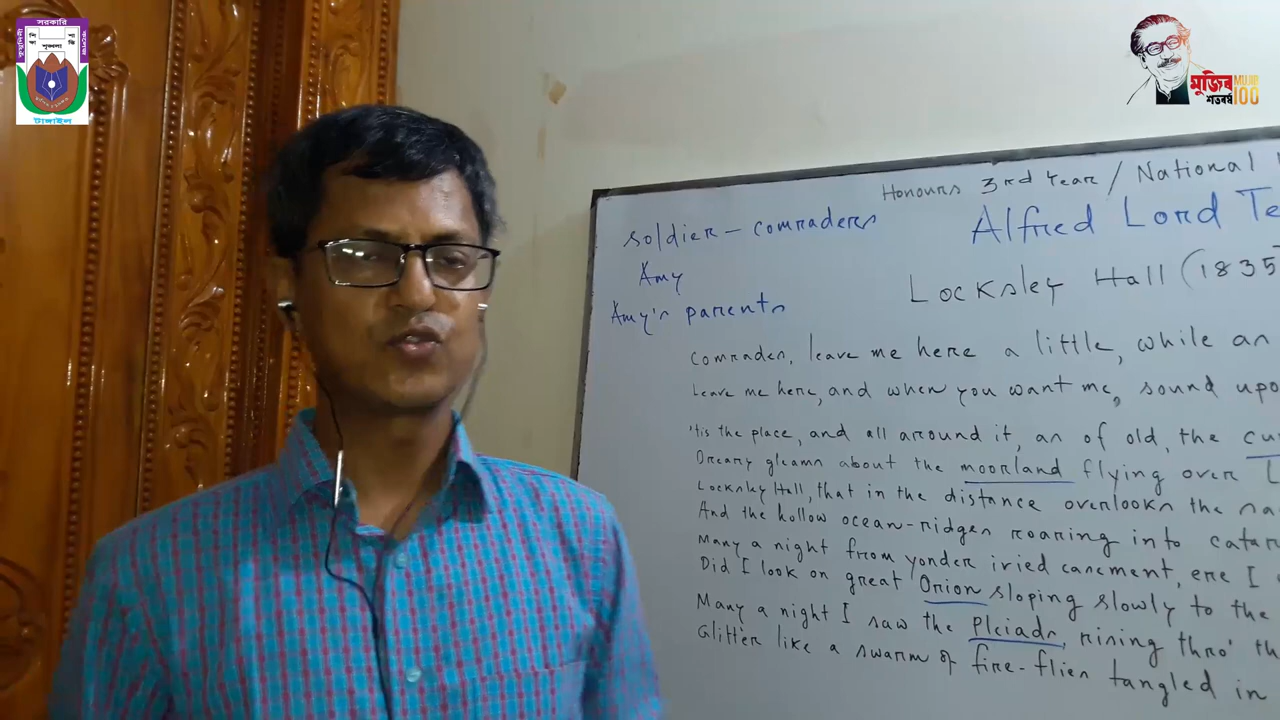 সরকারি
কুমুদিনী
কলেজ
টাঙ্গাইল
মুজিব
শতবর্ষ
MUJIB
100
Honours 3rd Year / National
Alfred Lord Te
Locksley Hall (1835
soldier - comraders
Amy
Amy's parents
Comrades, leave me here a little, while as
Leave me here, and when you want me, sound upo
'tis the place, and all around it, as of old, the cu
Dreary gleams about the moorland flying over L
Locksley Hall, that in the distance overlooks the sa
And the hollow ocean-ridges roaring into catar
Many a night from yonder ivied casement, ere I
Did I look on great Orion sloping slowly to the
Many a night I saw the Pleiads, rising thro' th
Glitter like a swarm of fire-flies tangled in